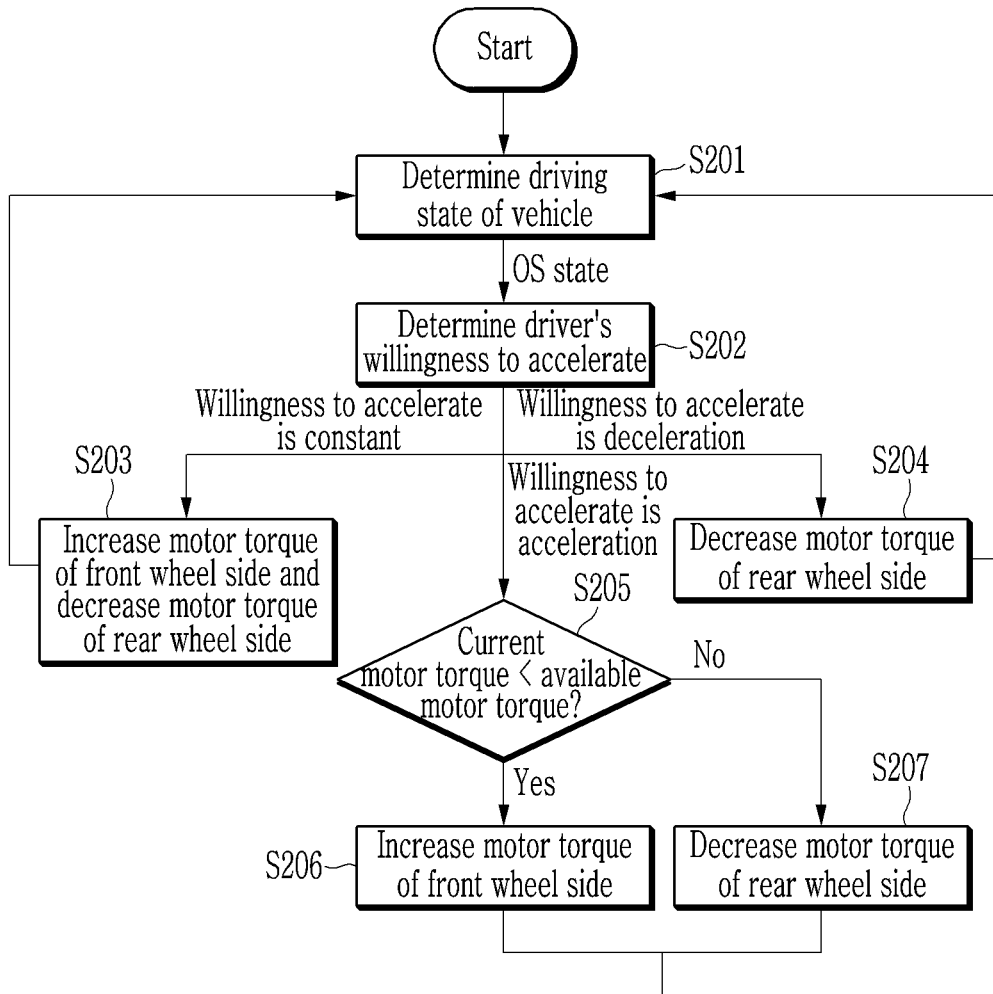 Start
Determine driving
state of vehicle
S201
OS state
Determine driver's
willingness to accelerate
S202
Willingness to accelerate
is constant
Willingness to accelerate
is deceleration
Willingness to
accelerate is
acceleration
S203
Increase motor torque
of front wheel side and
decrease motor torque
of rear wheel side
S204
Decrease motor torque
of rear wheel side
S205
Current
motor torque < available
motor torque?
No
Yes
S206
Increase motor torque
of front wheel side
S207
Decrease motor torque
of rear wheel side